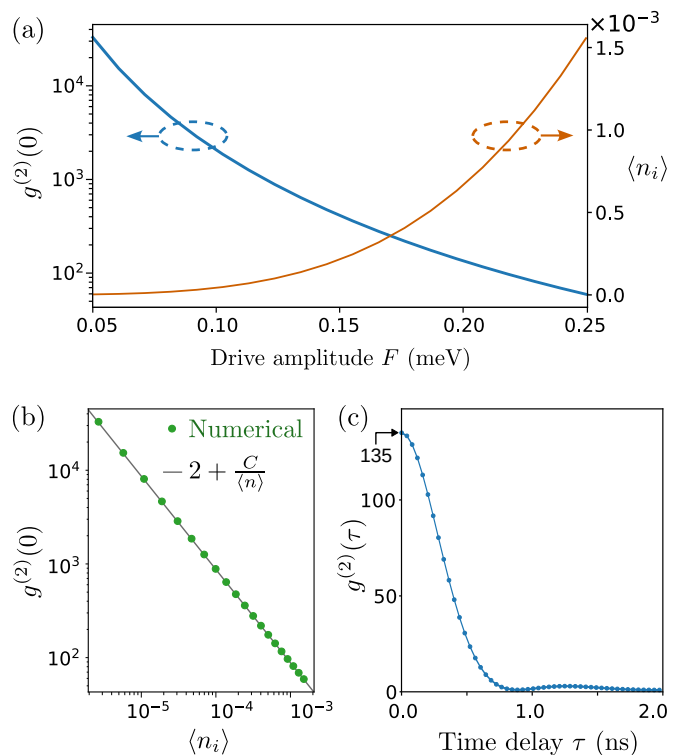 (a)
×10⁻³
g⁽²⁾(0)
10⁴
10³
10²
1.5
1.0
0.5
0.0
⟨nᵢ⟩
0.05 0.10 0.15 0.20 0.25
Drive amplitude F (meV)
(b)
Numerical
— 2 + C/⟨n⟩
g⁽²⁾(0)
10⁴
10³
10²
10⁻⁵ 10⁻⁴ 10⁻³
⟨nᵢ⟩
(c)
135
g⁽²⁾(τ)
100
50
0
0.0 1.0 2.0
Time delay τ (ns)